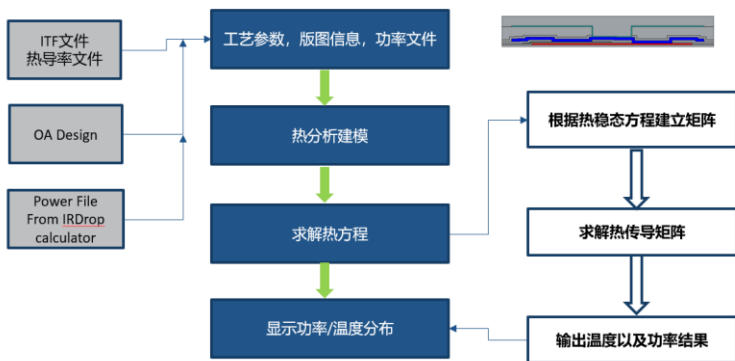 ITF文件
热导率文件
OA Design
Power File
From IRDrop
calculator
工艺参数，版图信息，功率文件
热分析建模
求解热方程
显示功率/温度分布
根据热稳态方程建立矩阵
求解热传导矩阵
输出温度以及功率结果